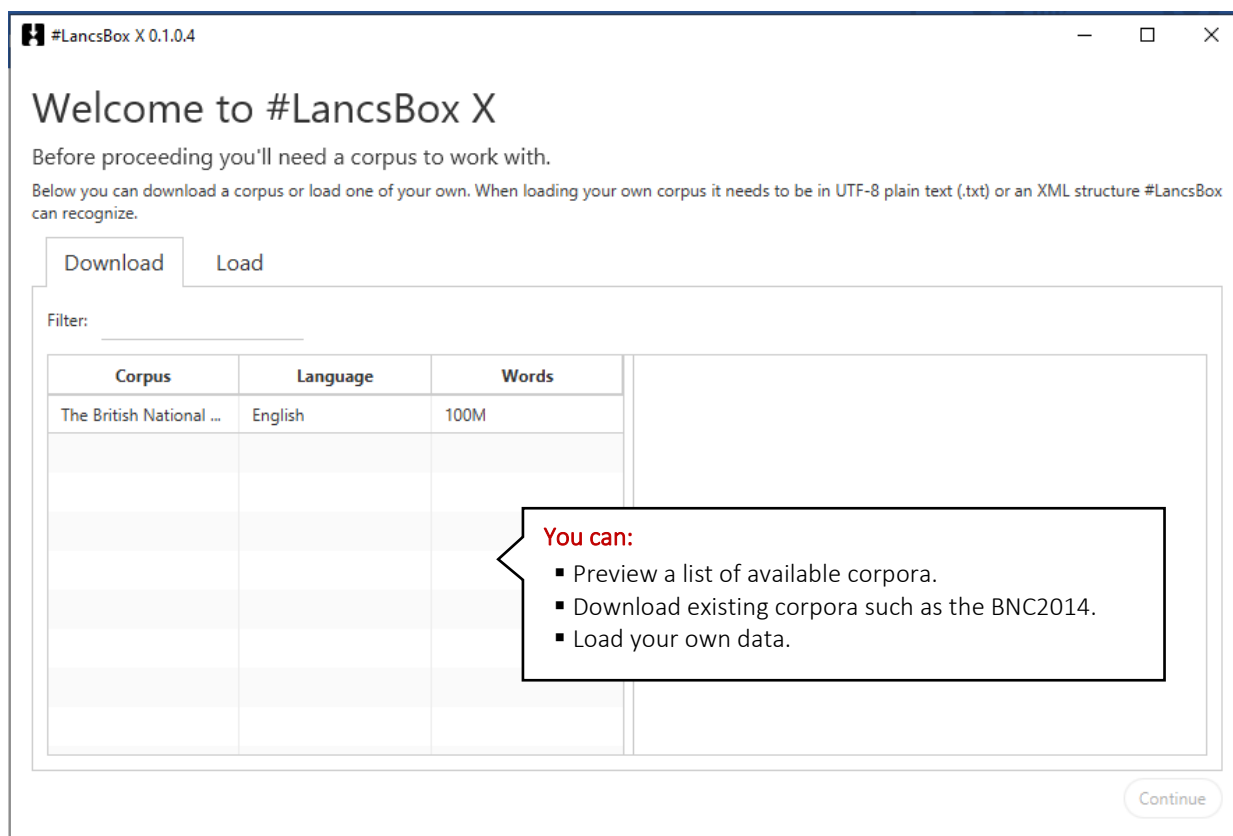 #LancsBox X 0.1.0.4
Welcome to #LancsBox X
Before proceeding you'll need a corpus to work with.
Below you can download a corpus or load one of your own. When loading your own corpus it needs to be in UTF-8 plain text (.txt) or an XML structure #LancsBox
can recognize.
Download Load
Filter:
Corpus Language Words
The British National ... English 100M
You can:
▪ Preview a list of available corpora.
▪ Download existing corpora such as the BNC2014.
▪ Load your own data.
Continue